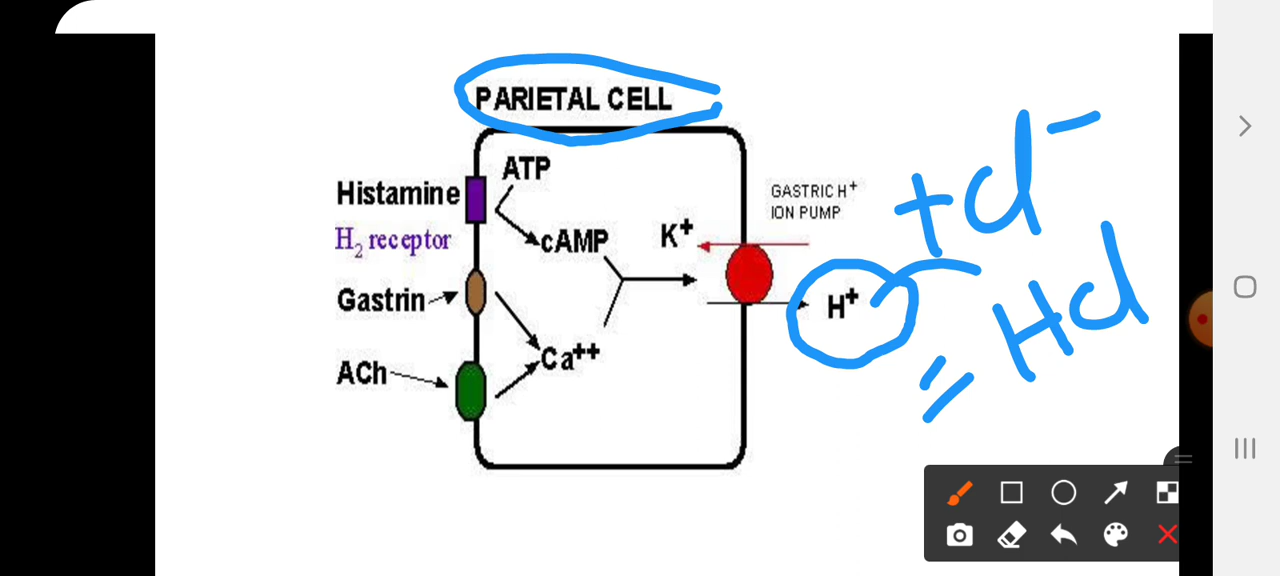 PARIETAL CELL
ATP
Histamine
H₂ receptor
cAMP
K⁺
GASTRIC H⁺
ION PUMP
Gastrin
H⁺
+ Cl⁻
= HCl
Ca⁺⁺
ACh